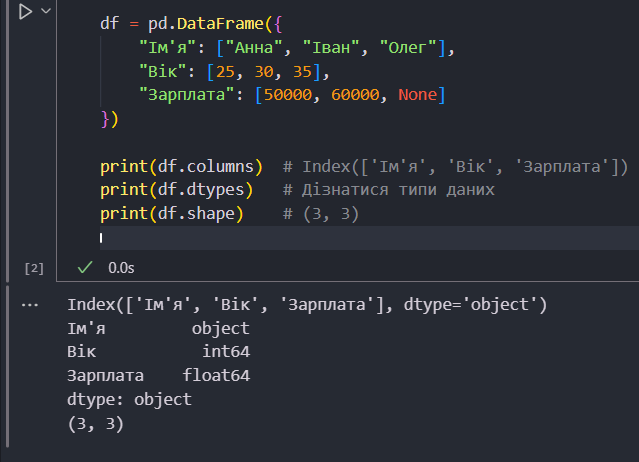 df = pd.DataFrame({
    "Ім'я": ["Анна", "Іван", "Олег"],
    "Вік": [25, 30, 35],
    "Зарплата": [50000, 60000, None]
})

print(df.columns)  # Index(['Ім'я', 'Вік', 'Зарплата'])
print(df.dtypes)   # Дізнатися типи даних
print(df.shape)    # (3, 3)
[2]
0.0s
...
Index(['Ім'я', 'Вік', 'Зарплата'], dtype='object')
Ім'я         object
Вік           int64
Зарплата    float64
dtype: object
(3, 3)